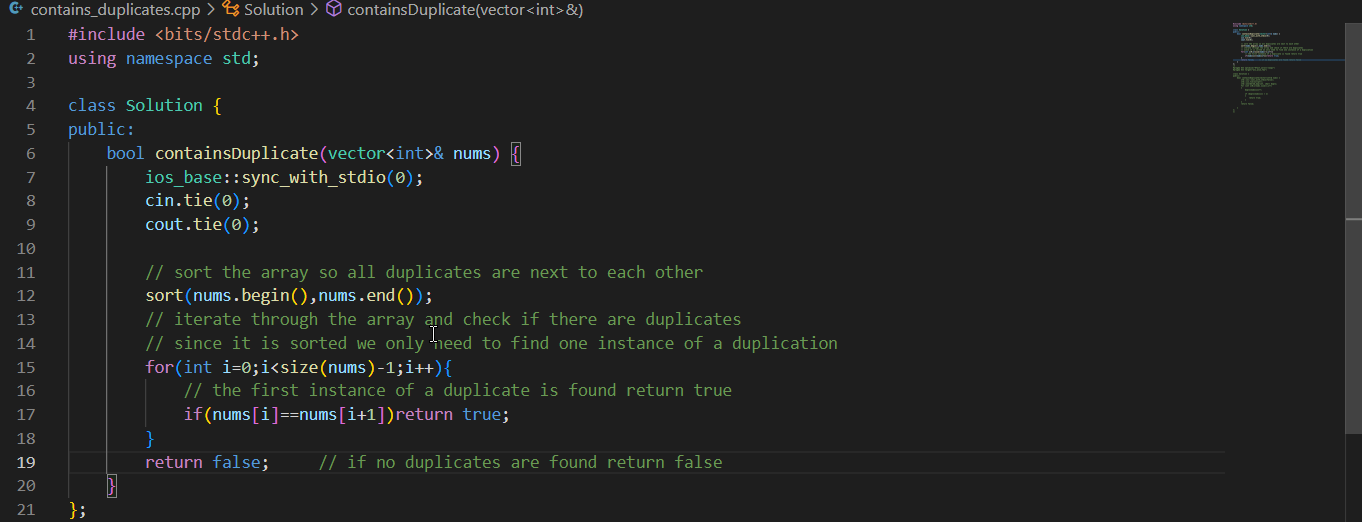 contains_duplicates.cpp > Solution > containsDuplicate(vector<int>&)
1 #include <bits/stdc++.h>
2 using namespace std;
3
4 class Solution {
5 public:
6 bool containsDuplicate(vector<int>& nums) {
7 ios_base::sync_with_stdio(0);
8 cin.tie(0);
9 cout.tie(0);
10
11 // sort the array so all duplicates are next to each other
12 sort(nums.begin(),nums.end());
13 // iterate through the array and check if there are duplicates
14 // since it is sorted we only need to find one instance of a duplication
15 for(int i=0;i<size(nums)-1;i++){
16 // the first instance of a duplicate is found return true
17 if(nums[i]==nums[i+1])return true;
18 }
19 return false; // if no duplicates are found return false
20 }
21 };